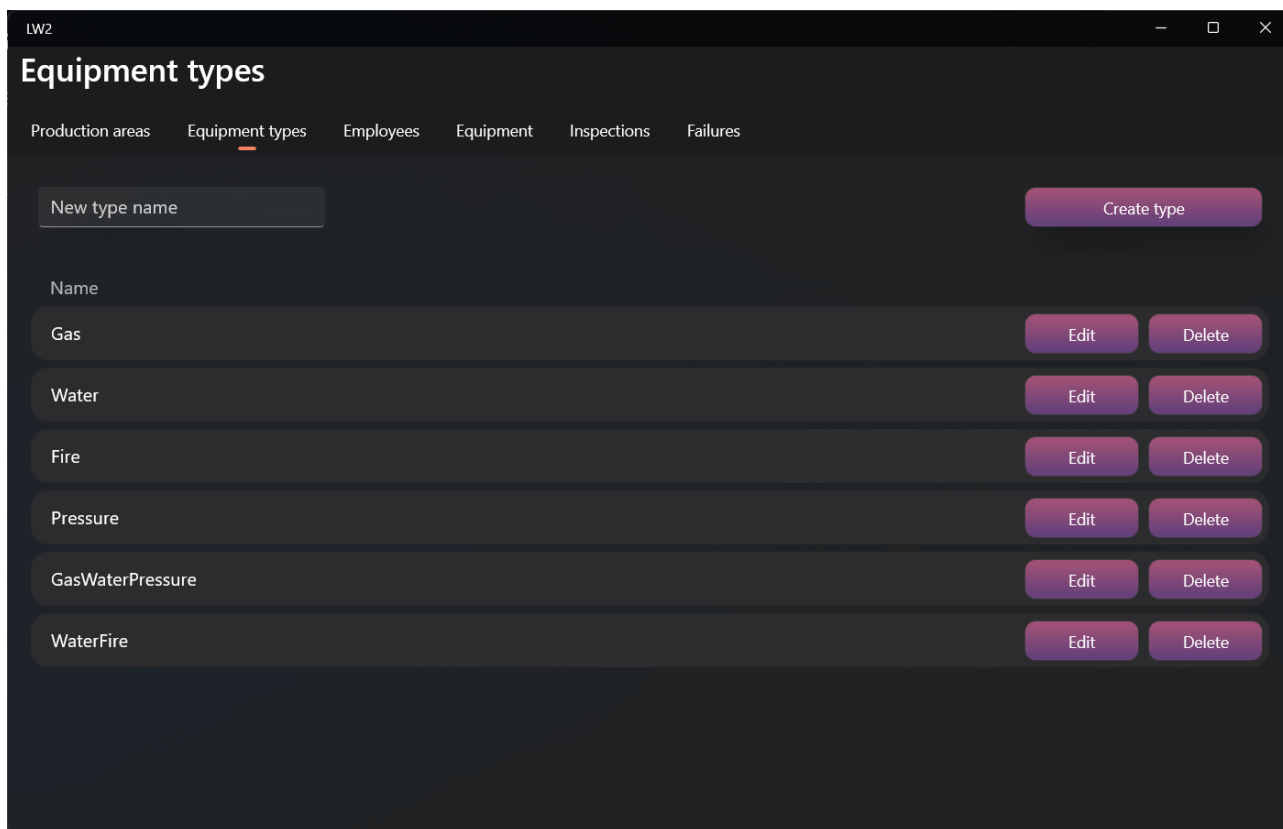 LW2
Equipment types
Production areas Equipment types Employees Equipment Inspections Failures
New type name Create type
Name
Gas Edit Delete
Water Edit Delete
Fire Edit Delete
Pressure Edit Delete
GasWaterPressure Edit Delete
WaterFire Edit Delete